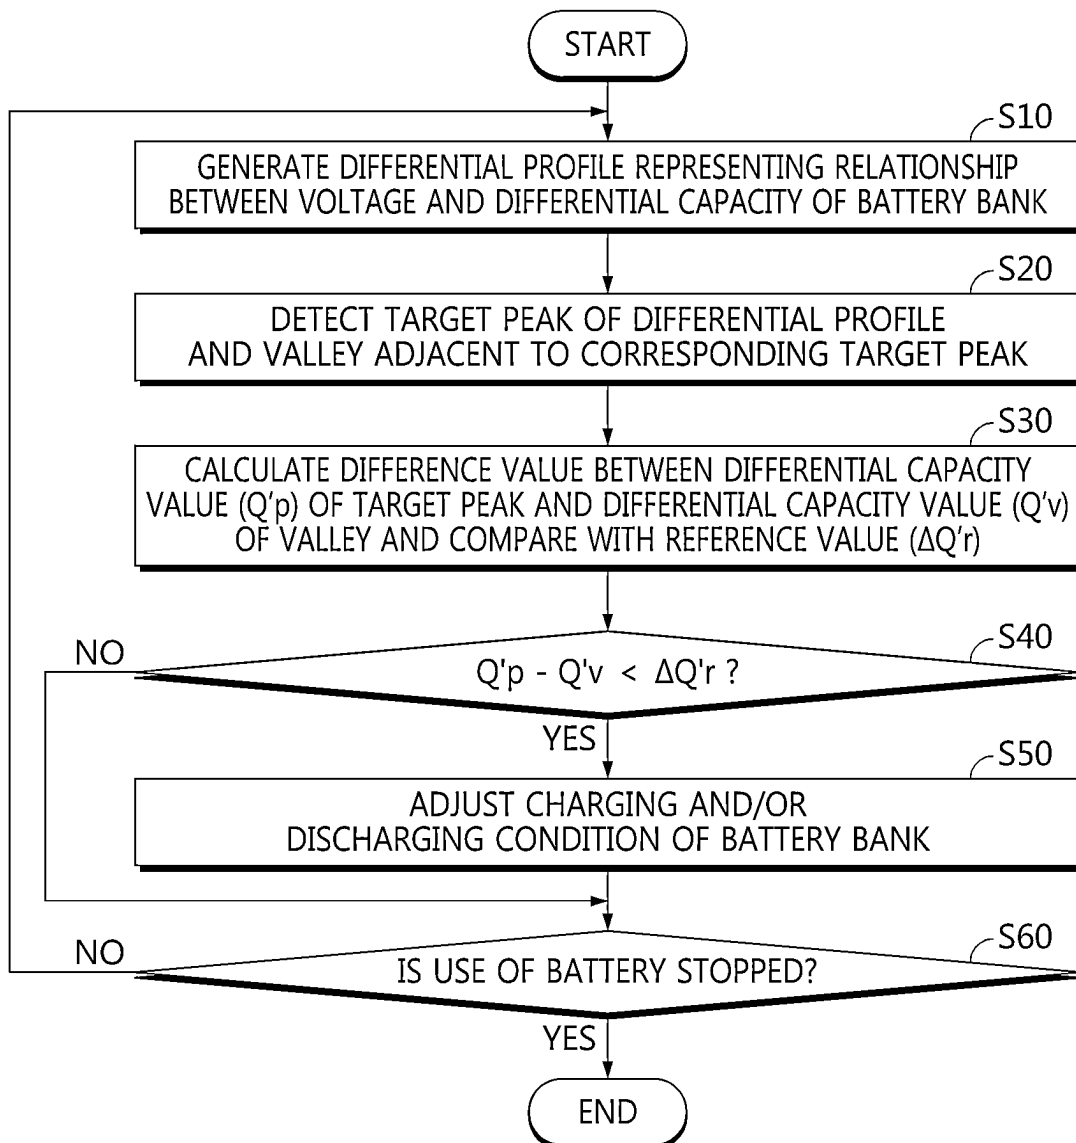 START
S10
GENERATE DIFFERENTIAL PROFILE REPRESENTING RELATIONSHIP
BETWEEN VOLTAGE AND DIFFERENTIAL CAPACITY OF BATTERY BANK
S20
DETECT TARGET PEAK OF DIFFERENTIAL PROFILE
AND VALLEY ADJACENT TO CORRESPONDING TARGET PEAK
S30
CALCULATE DIFFERENCE VALUE BETWEEN DIFFERENTIAL CAPACITY
VALUE (Q'p) OF TARGET PEAK AND DIFFERENTIAL CAPACITY VALUE (Q'v)
OF VALLEY AND COMPARE WITH REFERENCE VALUE (ΔQ'r)
S40
NO
Q'p - Q'v < ΔQ'r ?
YES
S50
ADJUST CHARGING AND/OR
DISCHARGING CONDITION OF BATTERY BANK
S60
NO
IS USE OF BATTERY STOPPED?
YES
END